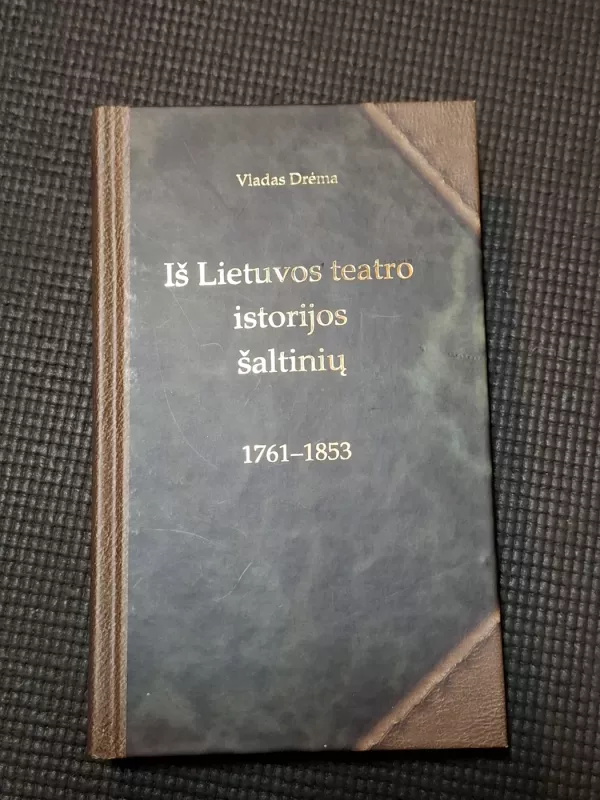 Vladas Drėma
Iš Lietuvos teatro
istorijos
šaltinių
1761–1853